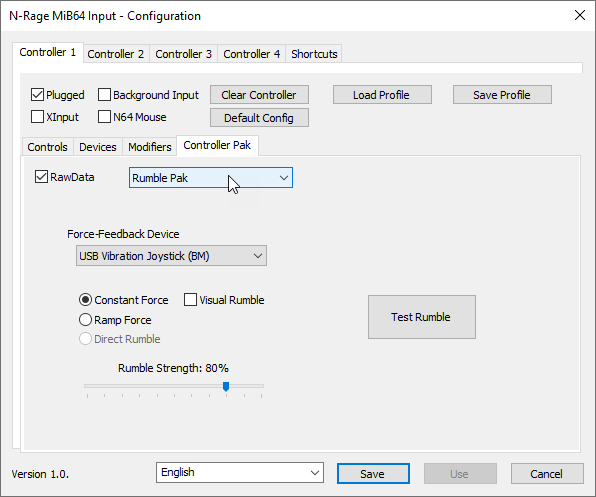 N-Rage MiB64 Input - Configuration
Controller 1 Controller 2 Controller 3 Controller 4 Shortcuts
Plugged Background Input Clear Controller Load Profile Save Profile
XInput N64 Mouse Default Config
Controls Devices Modifiers Controller Pak
RawData Rumble Pak
Force-Feedback Device
USB Vibration Joystick (BM)
Constant Force Visual Rumble
Ramp Force Test Rumble
Direct Rumble
Rumble Strength: 80%
Version 1.0. English Save Use Cancel